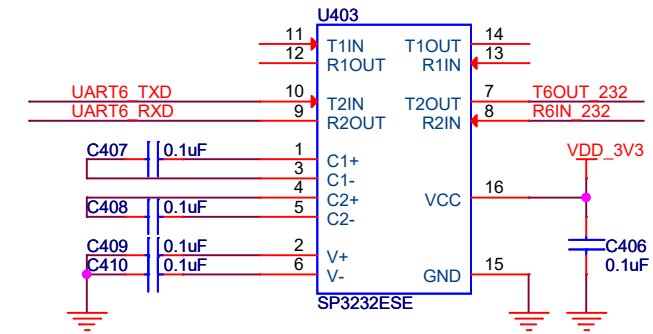 U403
11 T1IN T1OUT 14
12 R1OUT R1IN 13
UART6_TXD 10 T2IN T2OUT 7 T6OUT_232
UART6_RXD 9 R2OUT R2IN 8 R6IN_232
C407 0.1uF 1 C1+ VDD_3V3
3 C1-
4 C2+ VCC 16
C408 0.1uF 5 C2-
C409 0.1uF 2 V+ C406
C410 0.1uF 6 V- GND 15 0.1uF
SP3232ESE